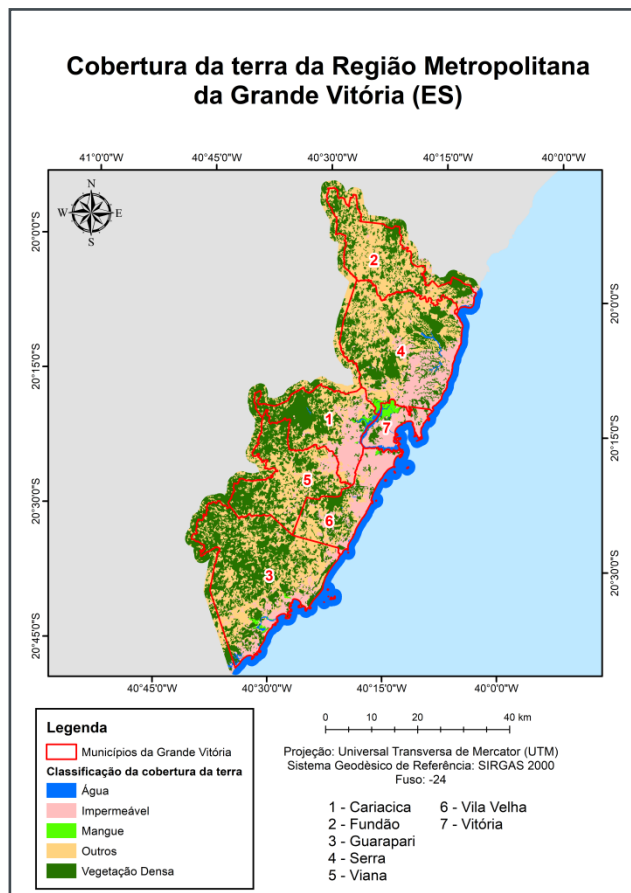 Cobertura da terra da Região Metropolitana
da Grande Vitória (ES)
41°0'0"W 40°45'0"W 40°30'0"W 40°15'0"W 40°0'0"W
N
W E
S
20°0'0"S
20°15'0"S
20°30'0"S
20°45'0"S
2
4
1
7
5
6
3
20°0'0"S
20°15'0"S
20°30'0"S
40°45'0"W 40°30'0"W 40°15'0"W 40°0'0"W
Legenda
Municípios da Grande Vitória
Classificação da cobertura da terra
Água
Impermeável
Mangue
Outros
Vegetação Densa
0 10 20 40 km
Projeção: Universal Transversa de Mercator (UTM)
Sistema Geodèsico de Referência: SIRGAS 2000
Fuso: -24
1 - Cariacica
2 - Fundão
3 - Guarapari
4 - Serra
5 - Viana
6 - Vila Velha
7 - Vitória